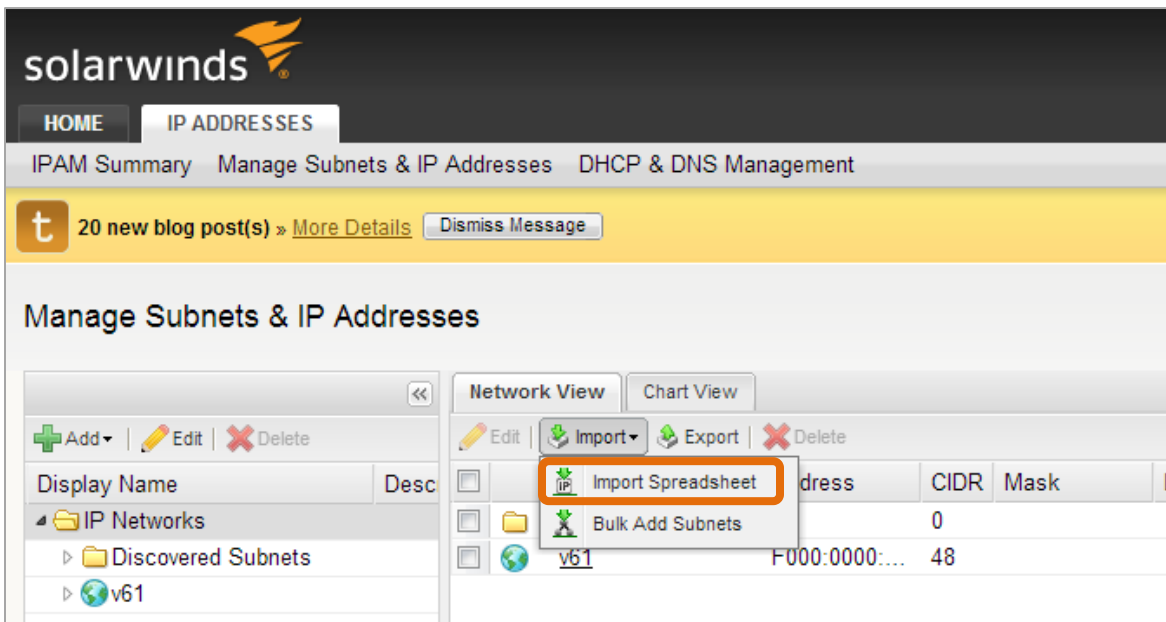 solarwinds
HOME IP ADDRESSES
IPAM Summary Manage Subnets & IP Addresses DHCP & DNS Management
t 20 new blog post(s) » More Details Dismiss Message
Manage Subnets & IP Addresses
Network View Chart View
Add Edit Delete
Edit Import Export Delete
Display Name Desc
dress CIDR Mask
IP Import Spreadsheet
IP Networks
0
Bulk Add Subnets
Discovered Subnets
v61 F000:0000:... 48
v61